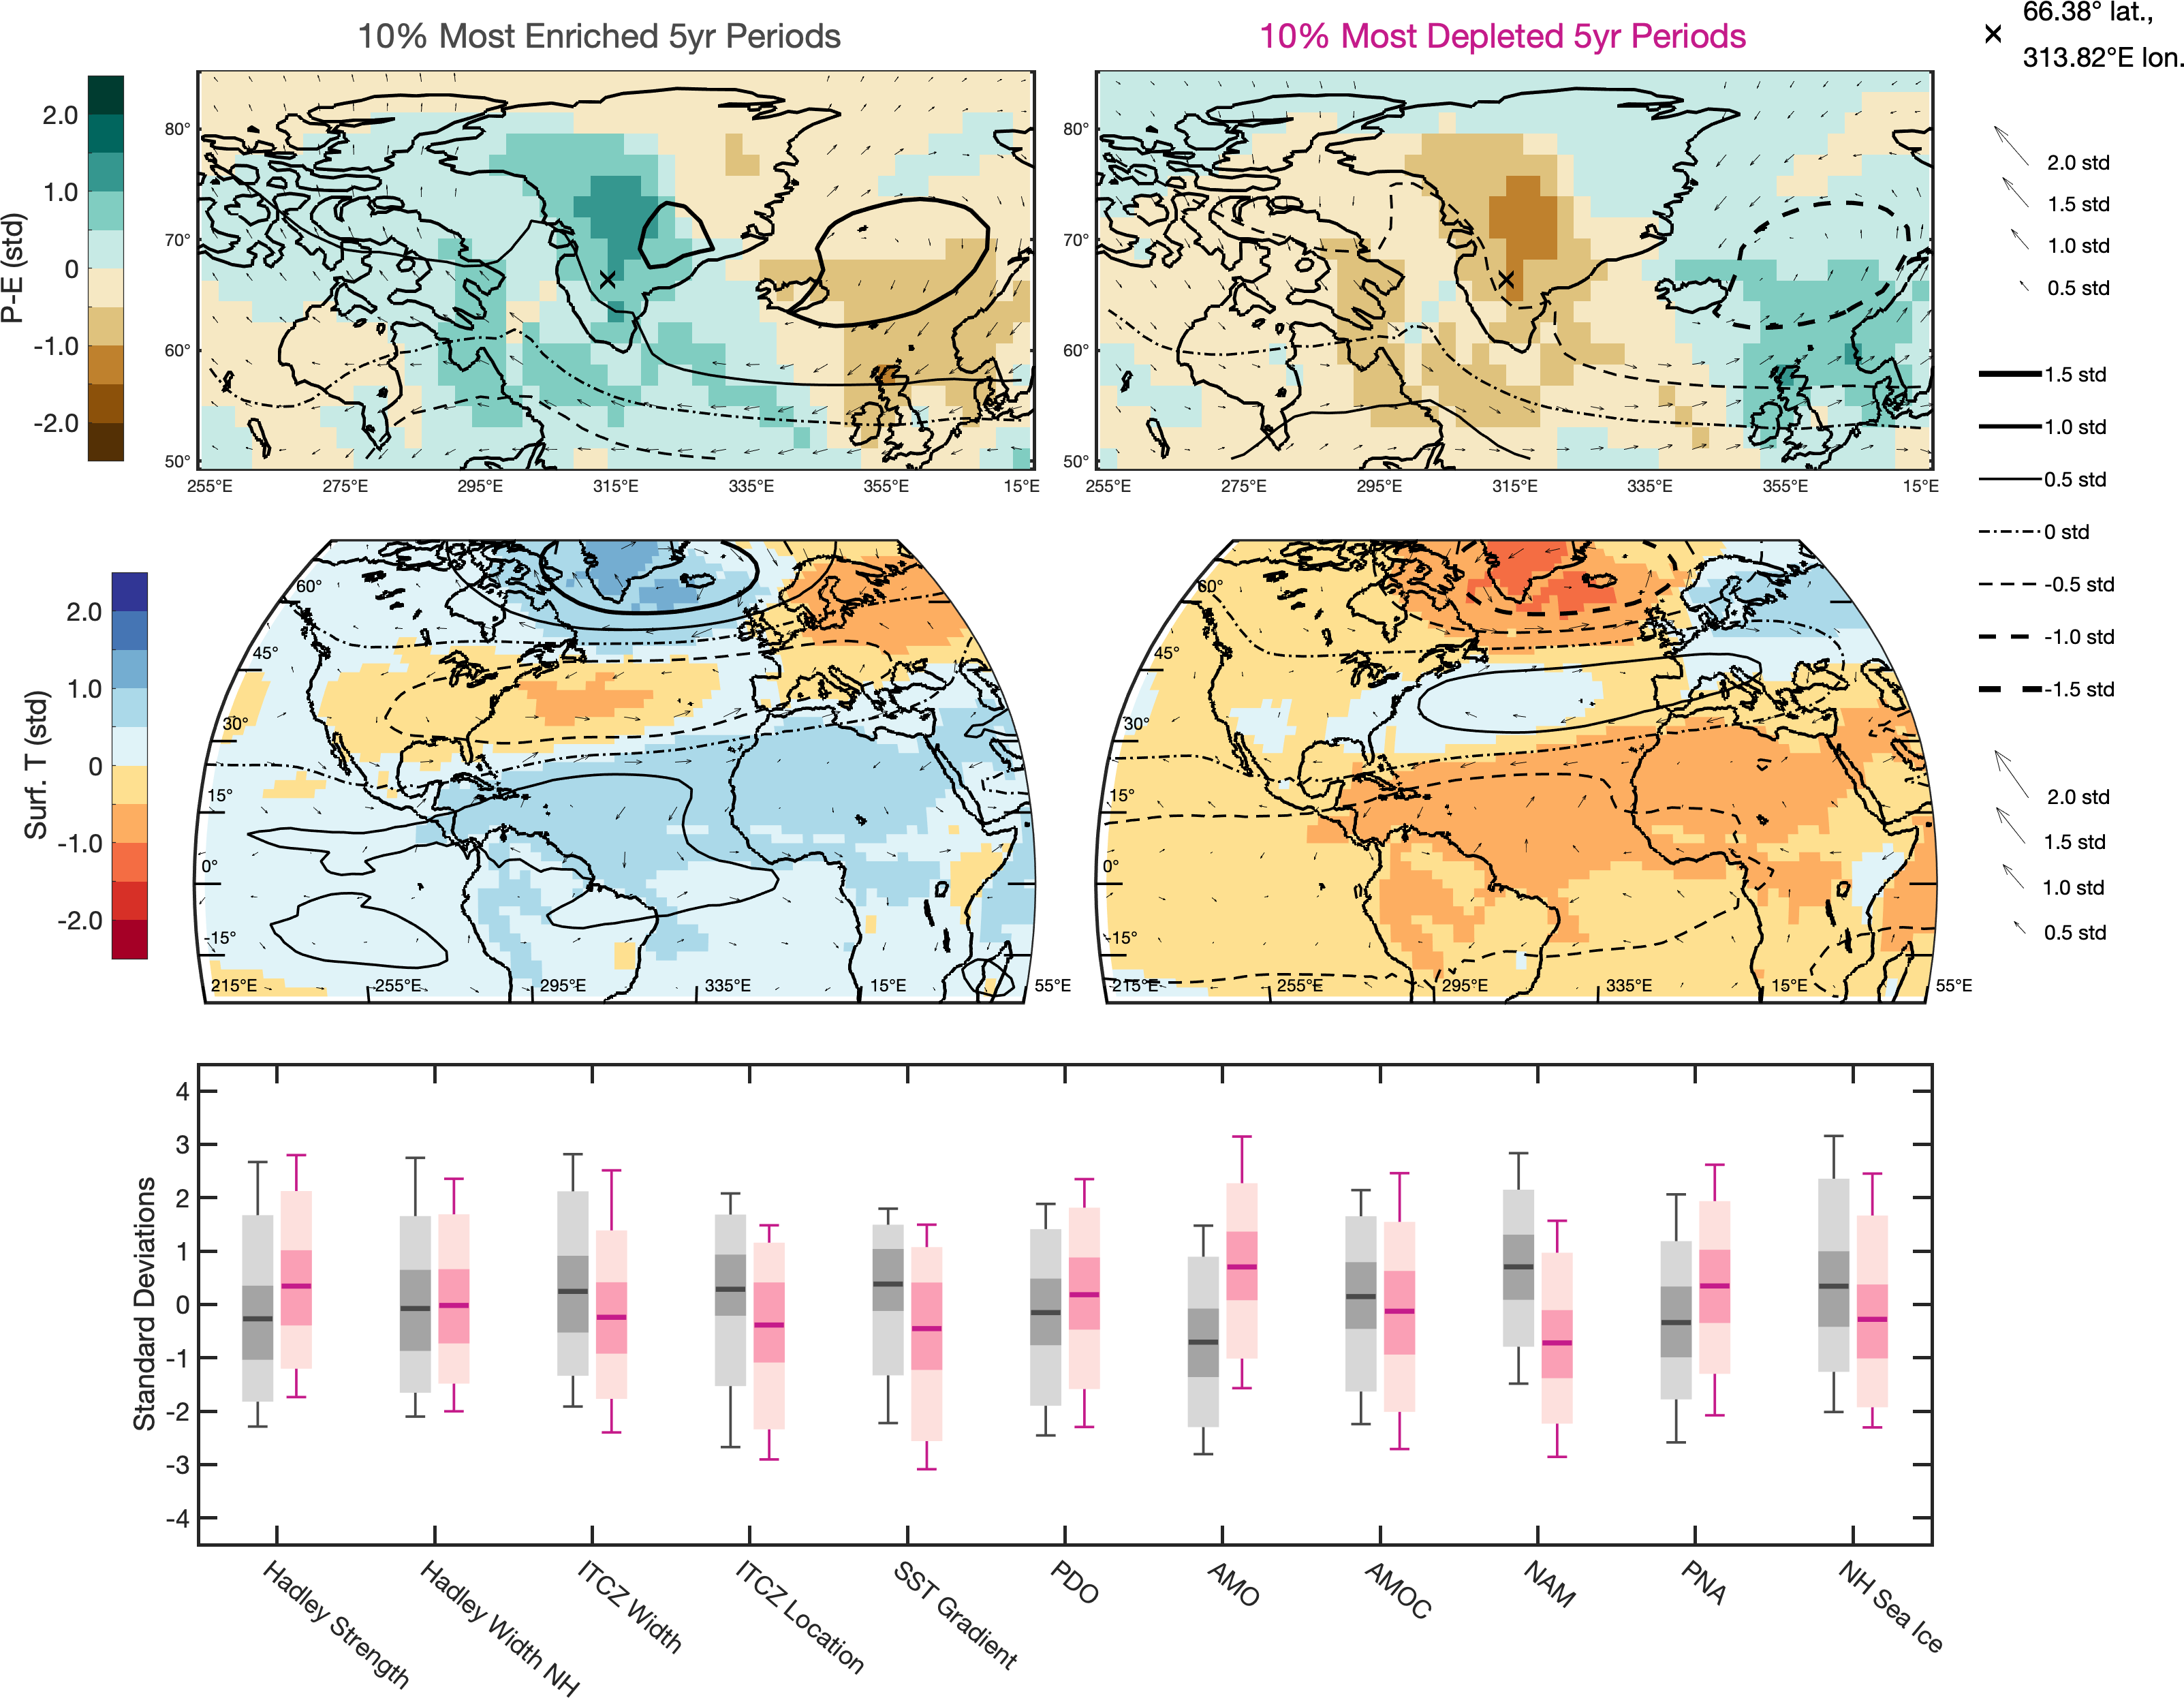 10% Most Enriched 5yr Periods
10% Most Depleted 5yr Periods
66.38° lat.,
313.82°E lon.
P-E (std)
2.0
1.0
0
-1.0
-2.0
80°
70°
60°
50°
255°E
275°E
295°E
315°E
335°E
355°E
15°E
80°
70°
60°
50°
255°E
275°E
295°E
315°E
335°E
355°E
15°E
2.0 std
1.5 std
1.0 std
0.5 std
1.5 std
1.0 std
0.5 std
0 std
-0.5 std
-1.0 std
-1.5 std
Surf. T (std)
2.0
1.0
0
-1.0
-2.0
60°
45°
30°
15°
0°
-15°
215°E
255°E
295°E
335°E
15°E
55°E
60°
45°
30°
15°
0°
-15°
215°E
255°E
295°E
335°E
15°E
55°E
2.0 std
1.5 std
1.0 std
0.5 std
Standard Deviations
4
3
2
1
0
-1
-2
-3
-4
Hadley Strength
Hadley Width NH
ITCZ Width
ITCZ Location
SST Gradient
PDO
AMO
AMOC
NAM
PNA
NH Sea Ice